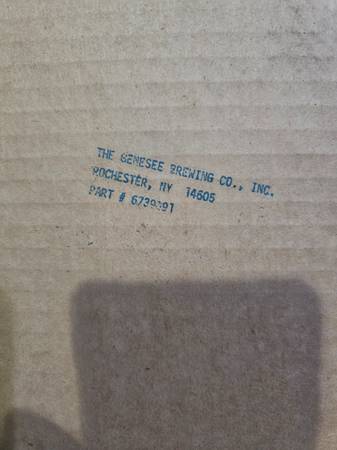 THE GENESEE BREWING CO., INC.
ROCHESTER, NY 14605
PART #